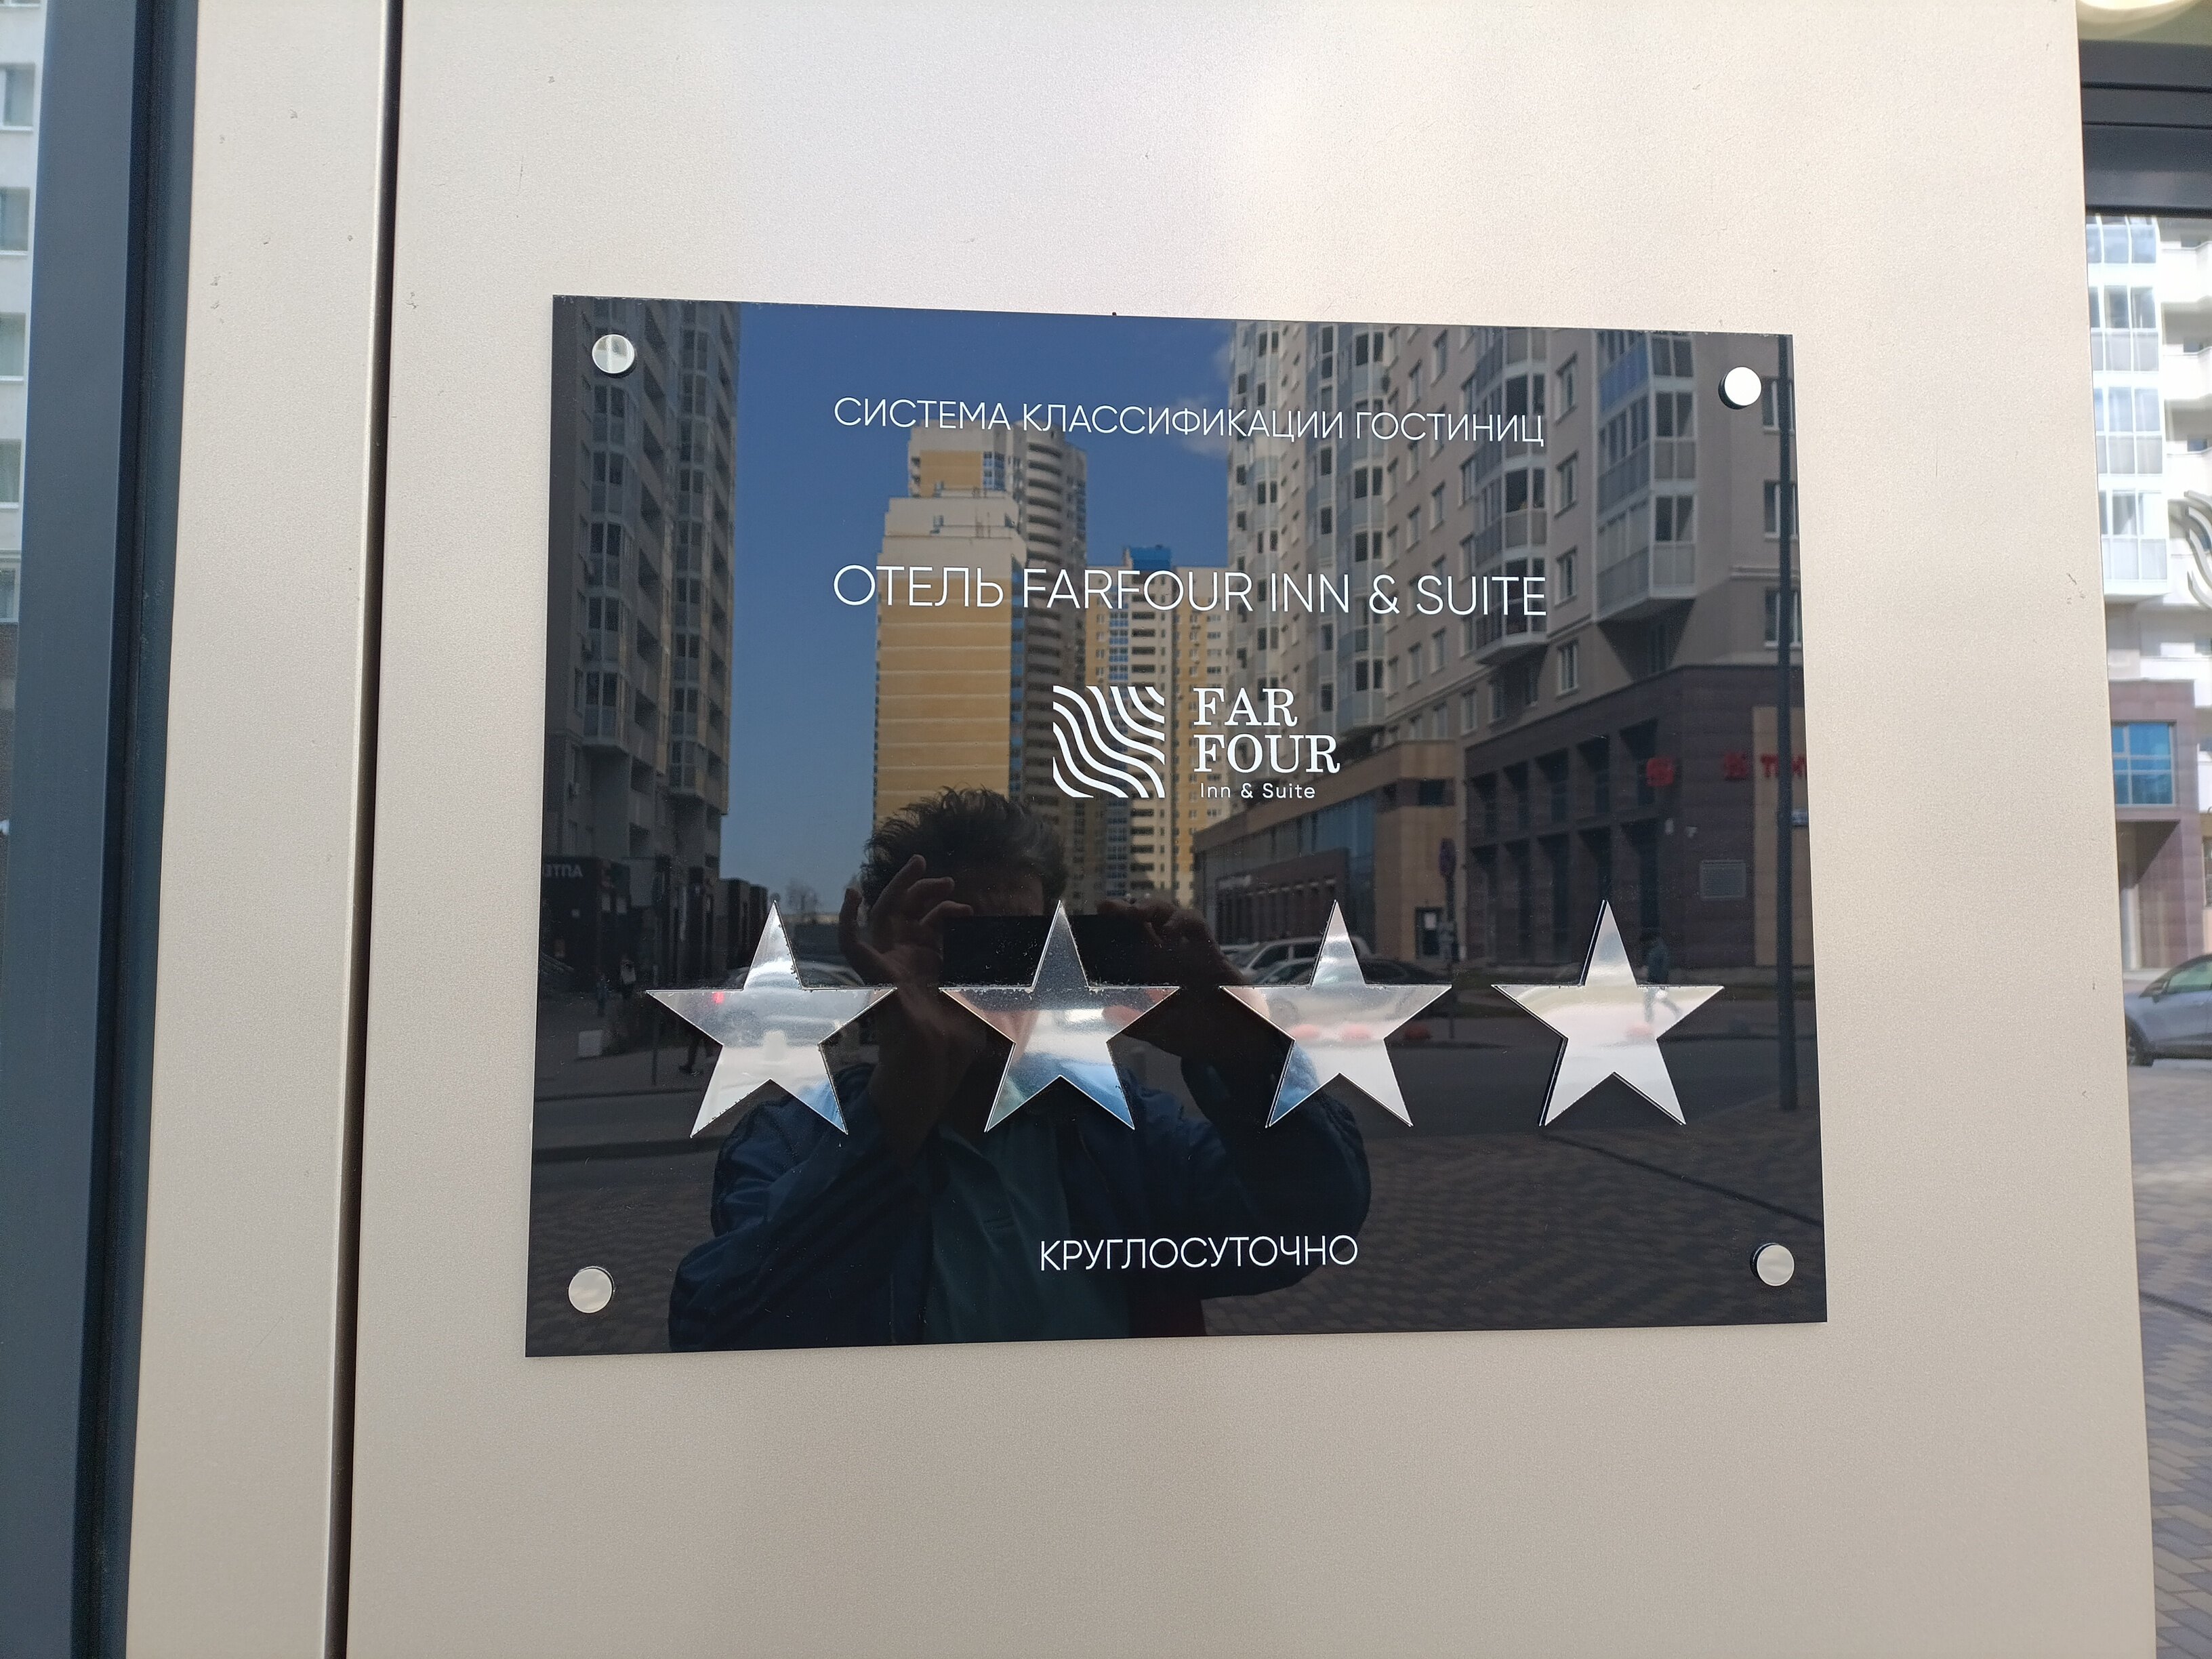 СИСТЕМА КЛАССИФИКАЦИИ ГОСТИНИЦ
ОТЕЛЬ FARFOUR INN & SUITE
FAR
FOUR
Inn & Suite
КРУГЛОСУТОЧНО